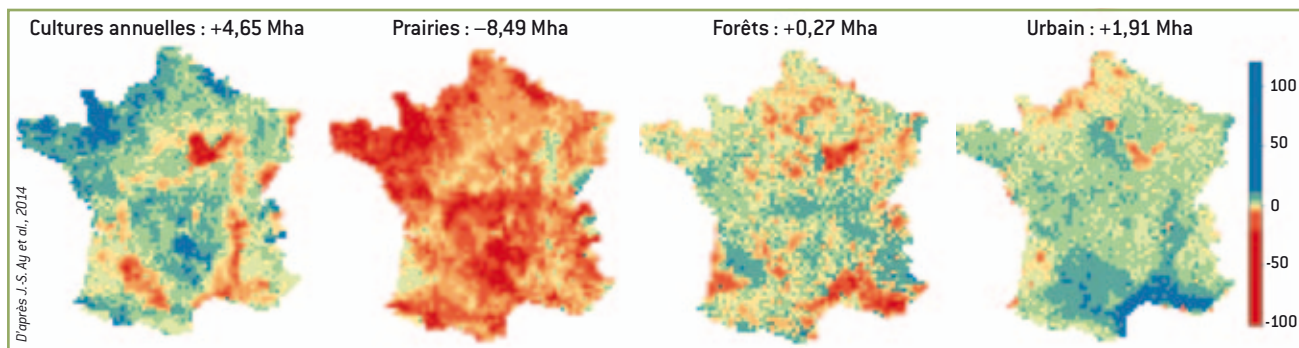 Cultures annuelles : +4,65 Mha
Prairies : –8,49 Mha
Forêts : +0,27 Mha
Urbain : +1,91 Mha
100
50
0
-50
-100
D'après J.-S. Ay et al., 2014